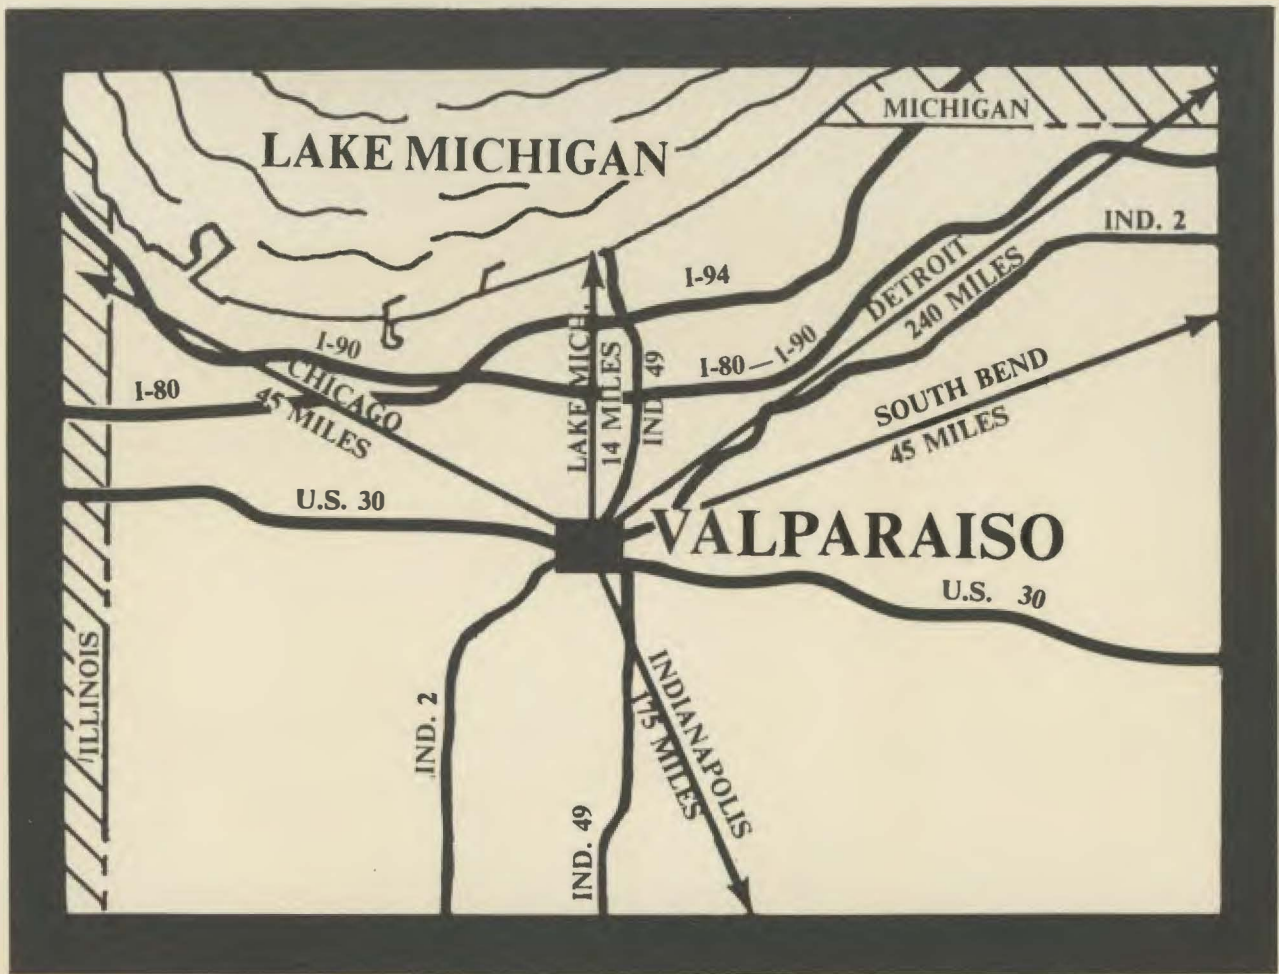 MICHIGAN
LAKE MICHIGAN
IND. 2
I-94
DETROIT
240 MILES
I-90
I-80 — I-90
I-80
CHICAGO
45 MILES
LAKE MICH.
14 MILES
IND 49
SOUTH BEND
45 MILES
U.S. 30
VALPARAISO
U.S. 30
ILLINOIS
IND. 2
INDIANAPOLIS
175 MILES
IND. 49